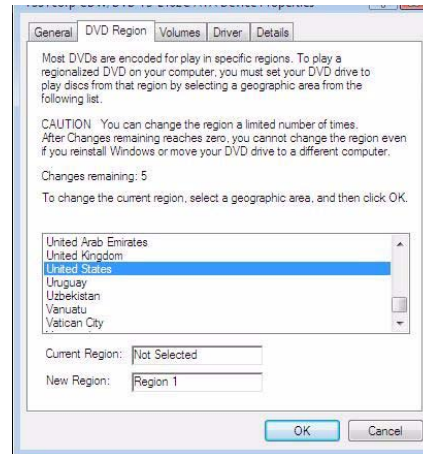 Properties
General DVD Region Volumes Driver Details
Most DVDs are encoded for play in specific regions. To play a
regionalized DVD on your computer, you must set your DVD drive to
play discs from that region by selecting a geographic area from the
following list.
CAUTION You can change the region a limited number of times.
After Changes remaining reaches zero, you cannot change the region even
if you reinstall Windows or move your DVD drive to a different computer.
Changes remaining: 5
To change the current region, select a geographic area, and then click OK.
United Arab Emirates
United Kingdom
United States
Uruguay
Uzbekistan
Vanuatu
Vatican City
Current Region: Not Selected
New Region: Region 1
OK Cancel